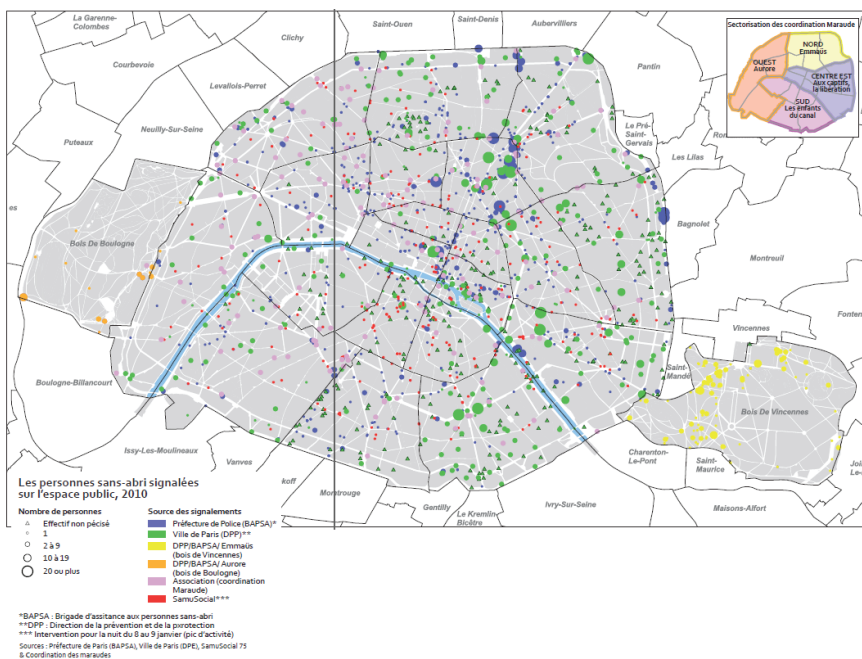 La Garenne-
Colombes
Clichy
Saint-Ouen
Saint-Denis
Aubervilliers
Courbevoie
Levallois-Perret
Pantin
Sectorisation des coordination Maraude
NORD
Emmaüs
OUEST
Aurore
CENTRE EST
Aux captifs,
la libération
SUD
Les enfants
du canal
Neuilly-Sur-Seine
Puteaux
Le Pré-
Saint-
Gervais
Les Lilas
es
Bois De Boulogne
Bagnolet
Montreuil
Vincennes
Saint-
Mandé
Bois De Vincennes
Boulogne-Billancourt
Issy-Les-Moulineaux
Vanves
koff
Montrouge
Gentilly
Le Kremlin-
Bicêtre
Ivry-Sur-Seine
Charenton-
Le-Pont
Saint-
Maurice
Maisons-Alfort
Les personnes sans-abri signalées
sur l'espace public, 2010
Nombre de personnes
Effectif non pécisé
1
2 à 9
10 à 19
20 ou plus
Source des signalements
Préfecture de Police (BAPSA)*
Ville de Paris (DPP)**
DPP/BAPSA/ Emmaüs
(bois de Vincennes)
DPP/BAPSA/ Aurore
(bois de Boulogne)
Association (coordination
Maraude)
SamuSocial***
*BAPSA : Brigade d'assitance aux personnes sans-abri
**DPP : Direction de la prévention et de la pxrotection
*** Intervention pour la nuit du 8 au 9 janvier (pic d'activité)
Sources : Préfecture de Paris (BAPSA), Ville de Paris (DPE), SamuSocial 75
& Coordination des maraudes